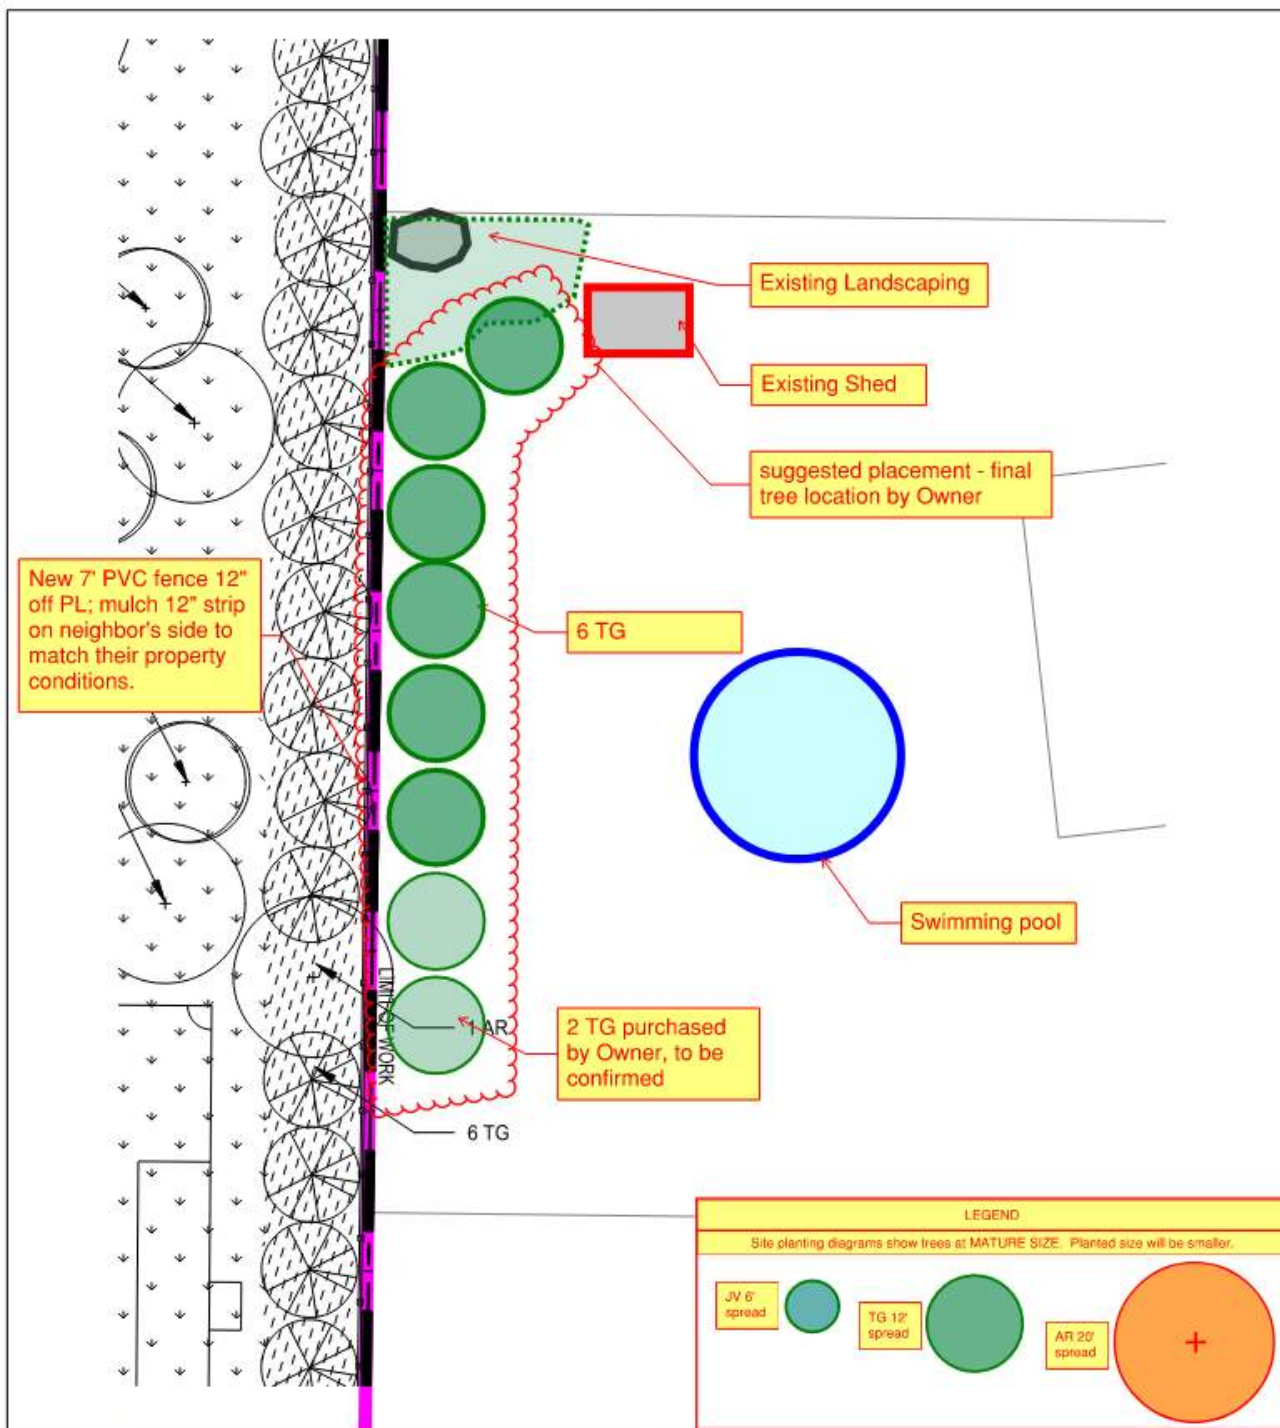 Existing Landscaping
Existing Shed
suggested placement - final
tree location by Owner
New 7' PVC fence 12"
off PL; mulch 12" strip
on neighbor's side to
match their property
conditions.
6 TG
Swimming pool
LIMIT OF WORK
1 AR
2 TG purchased
by Owner, to be
confirmed
6 TG
LEGEND
Site planting diagrams show trees at MATURE SIZE. Planted size will be smaller.
JV 6'
spread
TG 12'
spread
AR 20'
spread